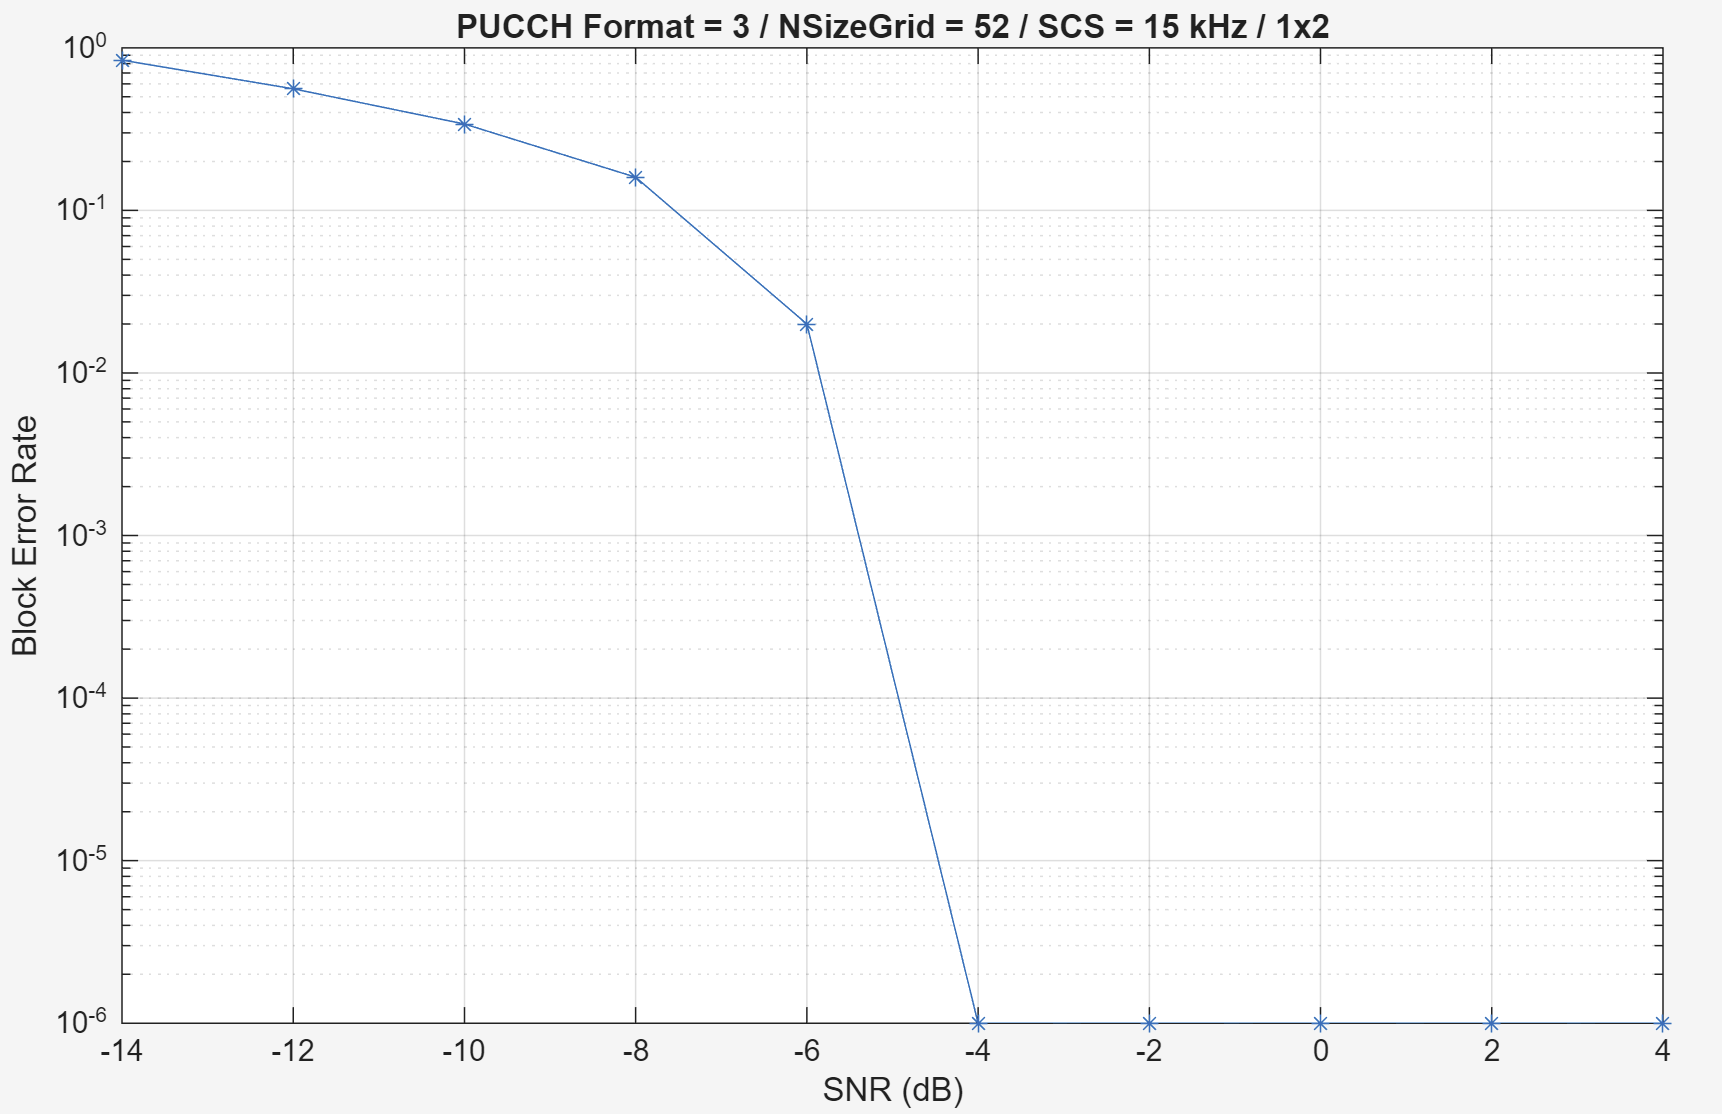 PUCCH Format = 3 / NSizeGrid = 52 / SCS = 15 kHz / 1x2
10^0
10^-1
10^-2
10^-3
10^-4
10^-5
10^-6
Block Error Rate
-14 -12 -10 -8 -6 -4 -2 0 2 4
SNR (dB)